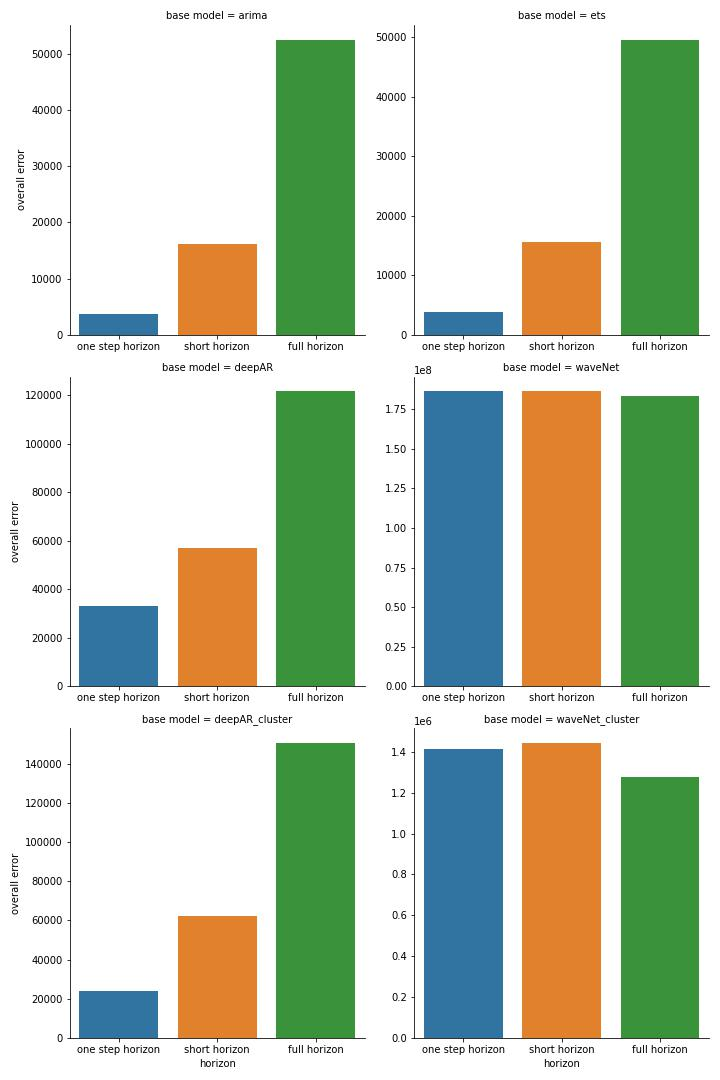 base model = arima
50000
40000
30000
20000
10000
0
overall error
one step horizon short horizon full horizon
base model = ets
50000
40000
30000
20000
10000
0
one step horizon short horizon full horizon
base model = deepAR
120000
100000
80000
60000
40000
20000
0
overall error
one step horizon short horizon full horizon
base model = waveNet
1e8
1.75
1.50
1.25
1.00
0.75
0.50
0.25
0.00
one step horizon short horizon full horizon
base model = deepAR_cluster
140000
120000
100000
80000
60000
40000
20000
0
overall error
one step horizon short horizon full horizon
horizon
base model = waveNet_cluster
1e6
1.4
1.2
1.0
0.8
0.6
0.4
0.2
0.0
one step horizon short horizon full horizon
horizon